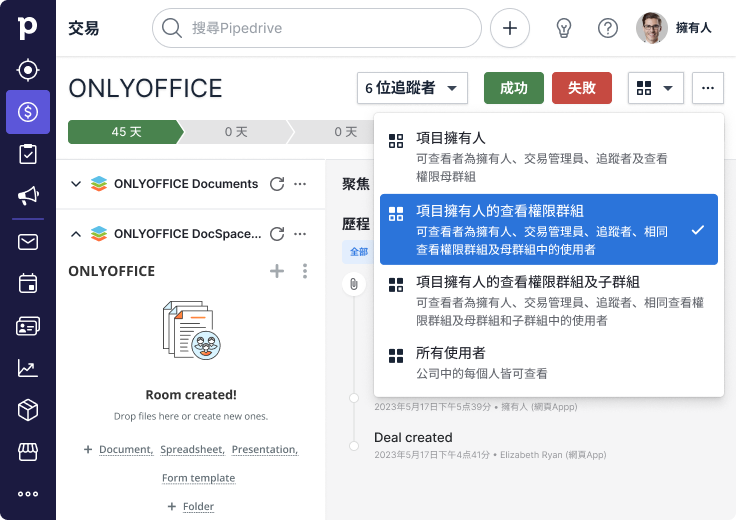 p
交易
搜尋Pipedrive
擁有人
ONLYOFFICE
6 位追蹤者
成功
失敗
45 天
0 天
0 天
ONLYOFFICE Documents
ONLYOFFICE DocSpace...
ONLYOFFICE
Room created!
Drop files here or create new ones.
Document,
Spreadsheet,
Presentation,
Form template
Folder
聚焦
歷程
全部
項目擁有人
可查看者為擁有人、交易管理員、追蹤者及查看
權限母群組
項目擁有人的查看權限群組
可查看者為擁有人、交易管理員、追蹤者、相同
查看權限群組及母群組中的使用者
項目擁有人的查看權限群組及子群組
可查看者為擁有人、交易管理員、追蹤者、相同查看權
限群組及母群組和子群組中的使用者
所有使用者
公司中的每個人皆可查看
2023年5月17日下午5点39分 • 擁有人 (網頁Appp)
Deal created
2023年5月17日下午4点41分 • Elizabeth Ryan (網頁App)